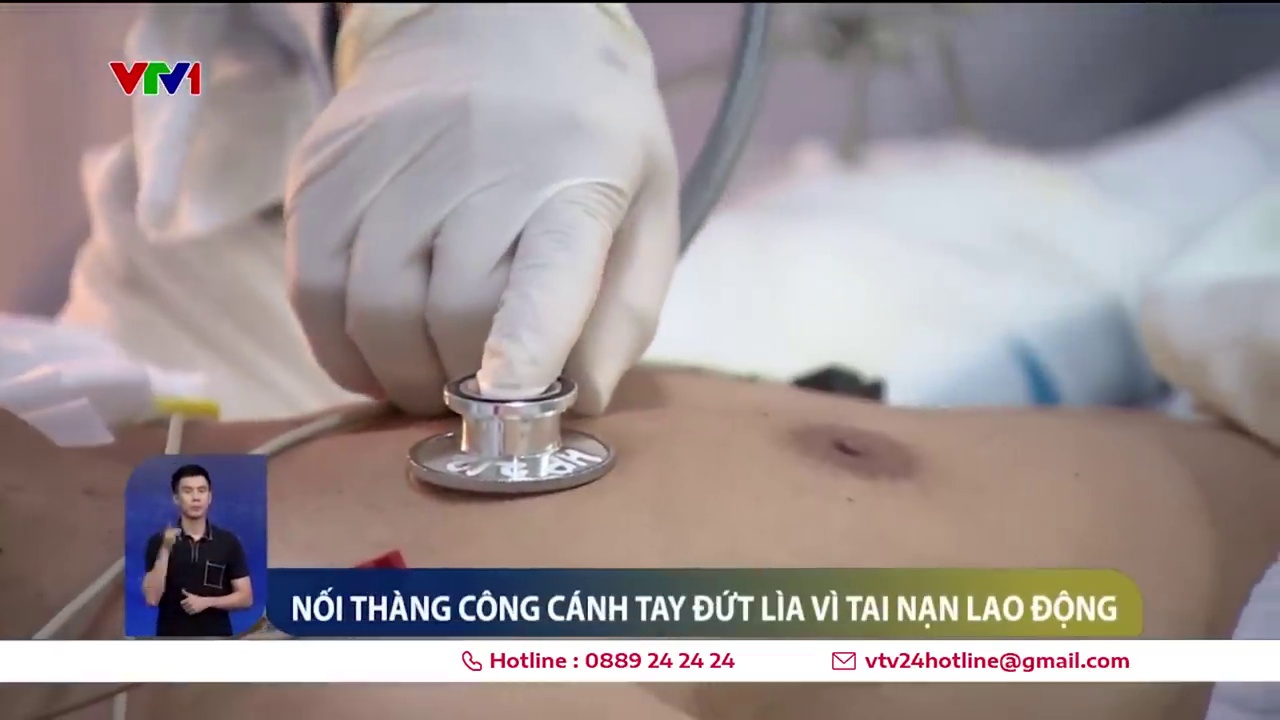 VTV1
NỐI THÀNG CÔNG CÁNH TAY ĐỨT LÌA VÌ TAI NẠN LAO ĐỘNG
Hotline : 0889 24 24 24
vtv24hotline@gmail.com